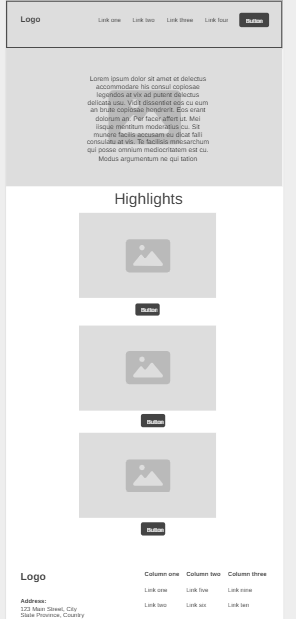 Logo
Link one Link two Link three Link four Button
Lorem ipsum dolor sit amet et delectus
accommodare his consul copiosae
legendos at vix ad putent delectus
delicata usu. Vidit dissentiet eos cu eum
an brute copiosae hendrerit. Eos erant
dolorum an. Per facer affert ut. Mei
iisque mentitum moderatius cu. Sit
munere facilis accusam eu dicat falli
consulatu at vis. Te facilisis mnesarchum
qui posse omnium mediocritatem est cu.
Modus argumentum ne qui tation
Highlights
Button
Button
Button
Logo
Column one Column two Column three
Link one Link five Link nine
Link two Link six Link ten
Address:
123 Main Street, City
State Province, Country